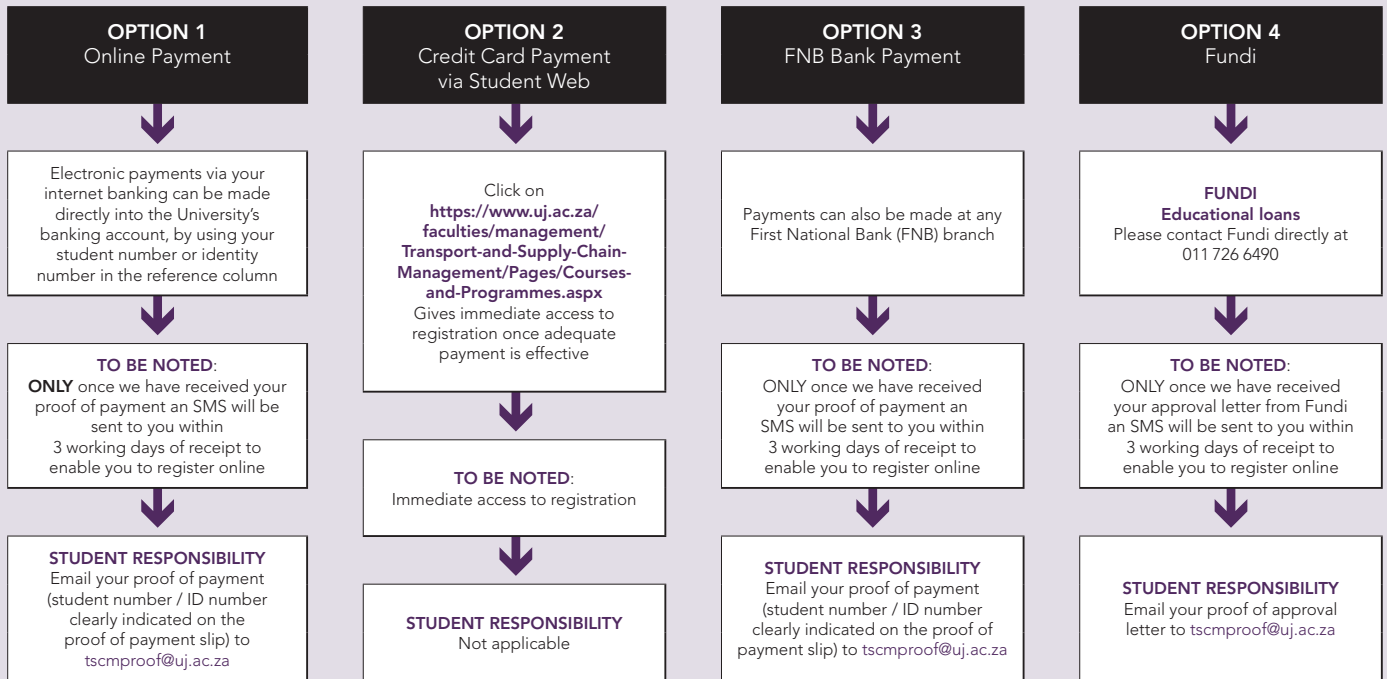 OPTION 1
Online Payment
Electronic payments via your
internet banking can be made
directly into the University's
banking account, by using your
student number or identity
number in the reference column
TO BE NOTED:
ONLY once we have received your
proof of payment an SMS will be
sent to you within
3 working days of receipt to
enable you to register online
STUDENT RESPONSIBILITY
Email your proof of payment
(student number / ID number
clearly indicated on the
proof of payment slip) to
tscmproof@uj.ac.za
OPTION 2
Credit Card Payment
via Student Web
Click on
https://www.uj.ac.za/
faculties/management/
Transport-and-Supply-Chain-
Management/Pages/Courses-
and-Programmes.aspx
Gives immediate access to
registration once adequate
payment is effective
TO BE NOTED:
Immediate access to registration
STUDENT RESPONSIBILITY
Not applicable
OPTION 3
FNB Bank Payment
Payments can also be made at any
First National Bank (FNB) branch
TO BE NOTED:
ONLY once we have received
your proof of payment an
SMS will be sent to you within
3 working days of receipt to
enable you to register online
STUDENT RESPONSIBILITY
Email your proof of payment
(student number / ID number
clearly indicated on the proof of
payment slip) to tscmproof@uj.ac.za
OPTION 4
Fundi
FUNDI
Educational loans
Please contact Fundi directly at
011 726 6490
TO BE NOTED:
ONLY once we have received
your approval letter from Fundi
an SMS will be sent to you within
3 working days of receipt to
enable you to register online
STUDENT RESPONSIBILITY
Email your proof of approval
letter to tscmproof@uj.ac.za